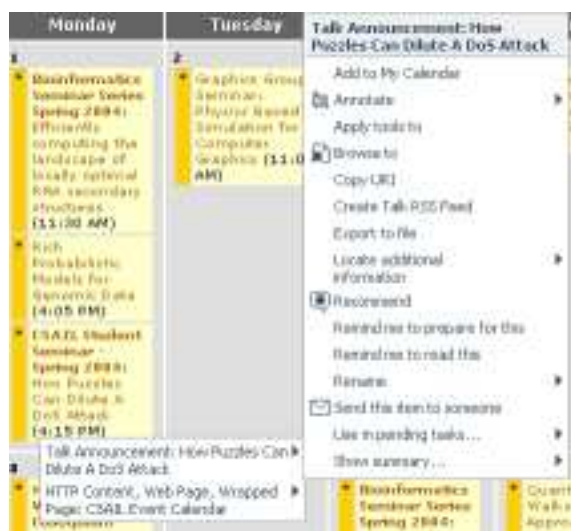 Monday
Tuesday
1
Bioinformatics
Seminar Series
Spring 2004:
Efficiently
computing the
landscape of
locally optimal
RNA secondary
structures
(11:30 AM)
Rich
Probabilistic
Models for
Genomic Data
(4:05 PM)
CSAIL Student
Seminar
Spring 2004:
How Puzzles
Can Dilute A
DoS Attack
(4:15 PM)
2
Graphics Group
Seminar:
Physics Based
Simulation for
Computer
Graphics (11:0
AM)
Talk Announcement: How
Puzzles Can Dilute A DoS Attack
Add to My Calendar
Annotate
Apply tools to
Browse to
Copy URI
Create Talk RSS Feed
Export to file
Locate additional
information
Recommend
Remind me to prepare for this
Remind me to read this
Rename
Send this item to someone
Use in pending tasks...
Show summary...
Talk Announcement: How Puzzles Can
Dilute A DoS Attack
HTTP Content, Web Page, Wrapped
Page: CSAIL Event Calendar
8
Bioinformatics
Seminar Series
Spring 2004:
Quant
Walks
Appro